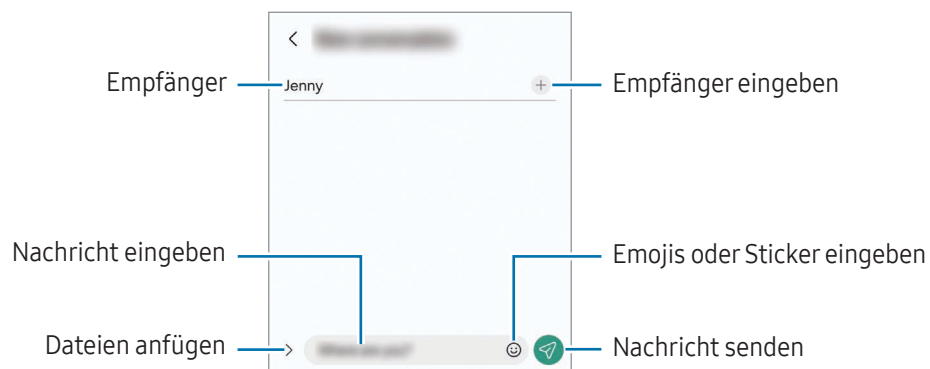 Empfänger
Jenny
Empfänger eingeben
Nachricht eingeben
Emojis oder Sticker eingeben
Dateien anfügen
Nachricht senden